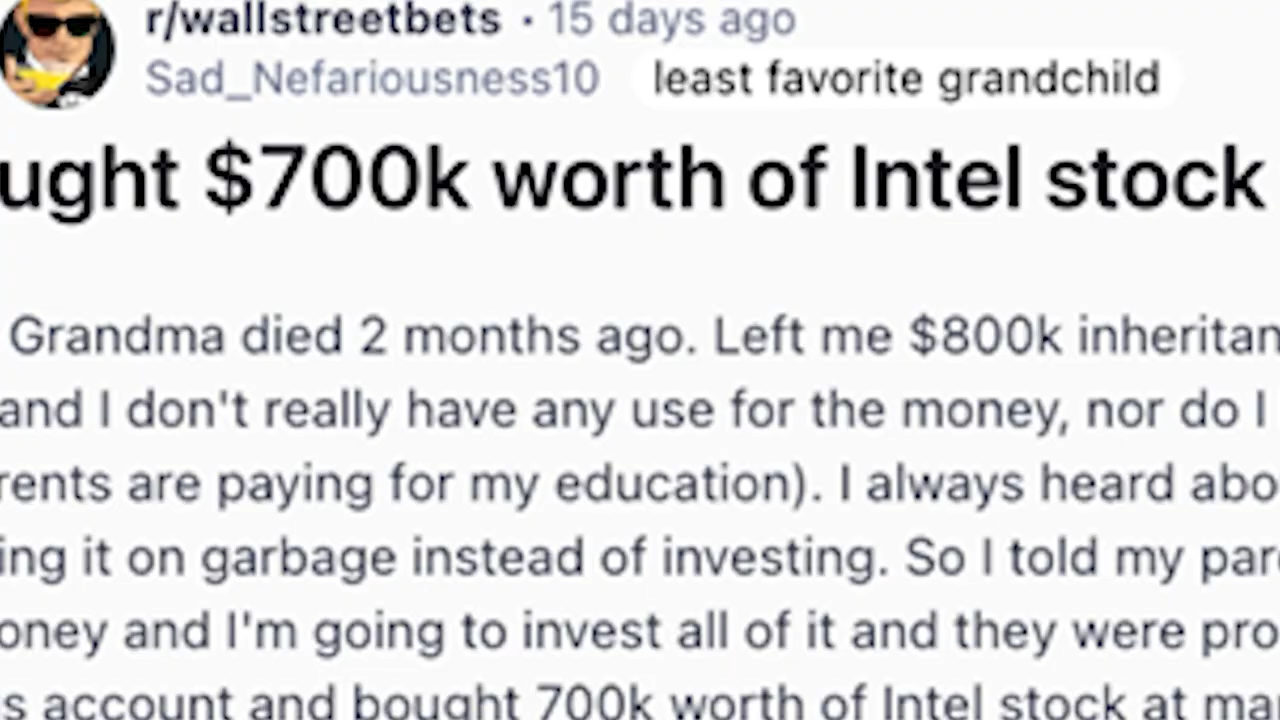 r/wallstreetbets · 15 days ago
Sad_Nefariousness10 least favorite grandchild
ught $700k worth of Intel stock
Grandma died 2 months ago. Left me $800k inheritan
and I don't really have any use for the money, nor do I
rents are paying for my education). I always heard abo
ing it on garbage instead of investing. So I told my par
oney and I'm going to invest all of it and they were pro
s account and bought 700k worth of Intel stock at ma